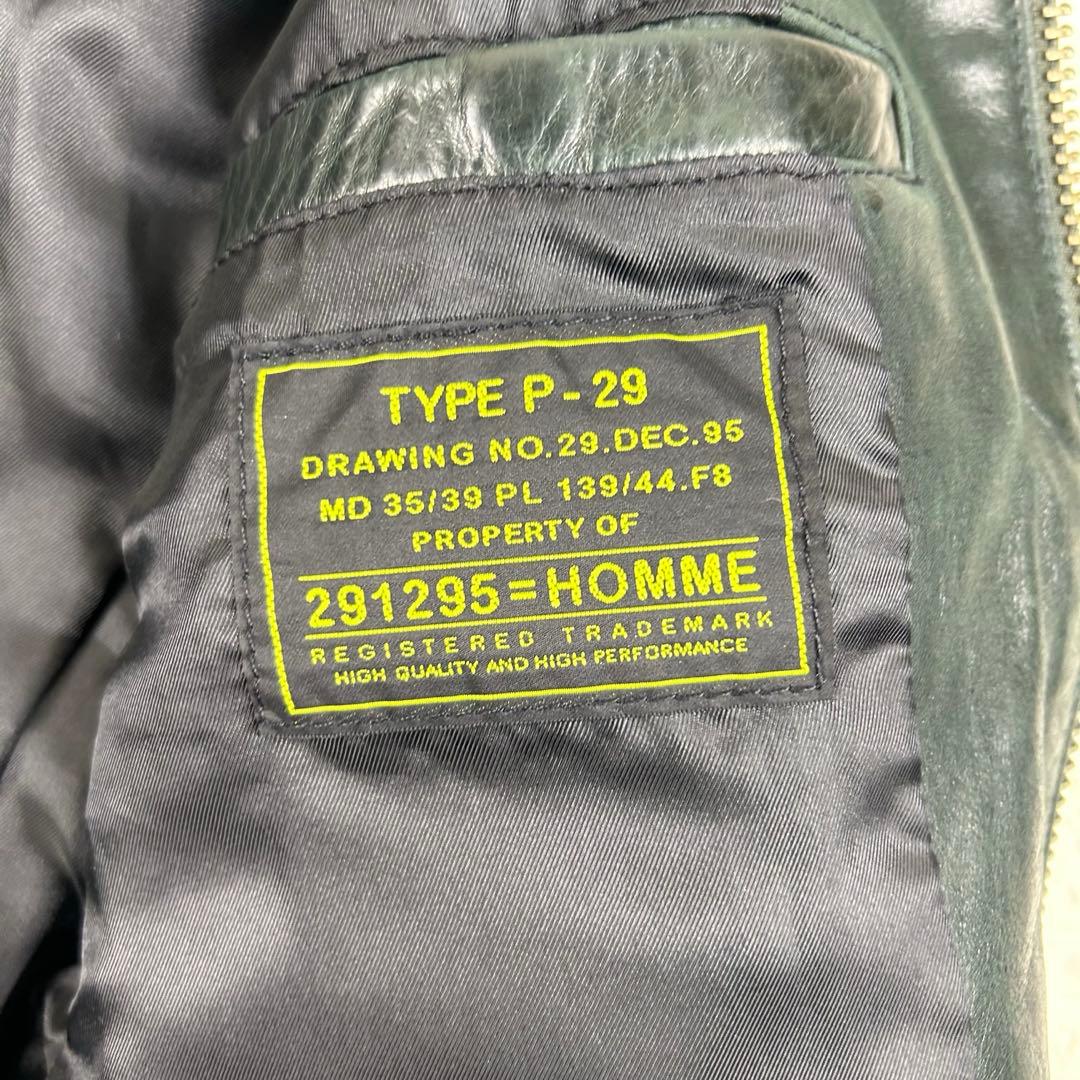 TYPE P-29
DRAWING NO.29.DEC.95
MD 35/39 PL 139/44.F8
PROPERTY OF
291295=HOMME
REGISTERED TRADEMARK
HIGH QUALITY AND HIGH PERFORMANCE